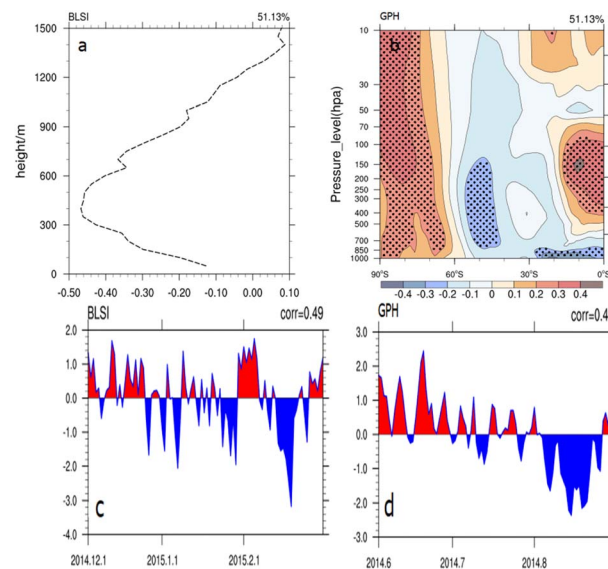 BLSI 51.13%
a
height/m
1500
1200
900
600
300
0
-0.50 -0.40 -0.30 -0.20 -0.10 0.00 0.10
GPH 51.13%
b
Pressure_level(hpa)
10
30
50
70
100
150
200
250
300
400
500
700
850
1000
90°S 60°S 30°S 0°S
-0.4 -0.3 -0.2 -0.1 0 0.1 0.2 0.3 0.4
BLSI corr=0.49
2.0
1.0
0.0
-1.0
-2.0
-3.0
-4.0
c
2014.12.1 2015.1.1 2015.2.1
GPH corr=0.4
3.0
2.0
1.0
0.0
-1.0
-2.0
-3.0
d
2014.6 2014.7 2014.8